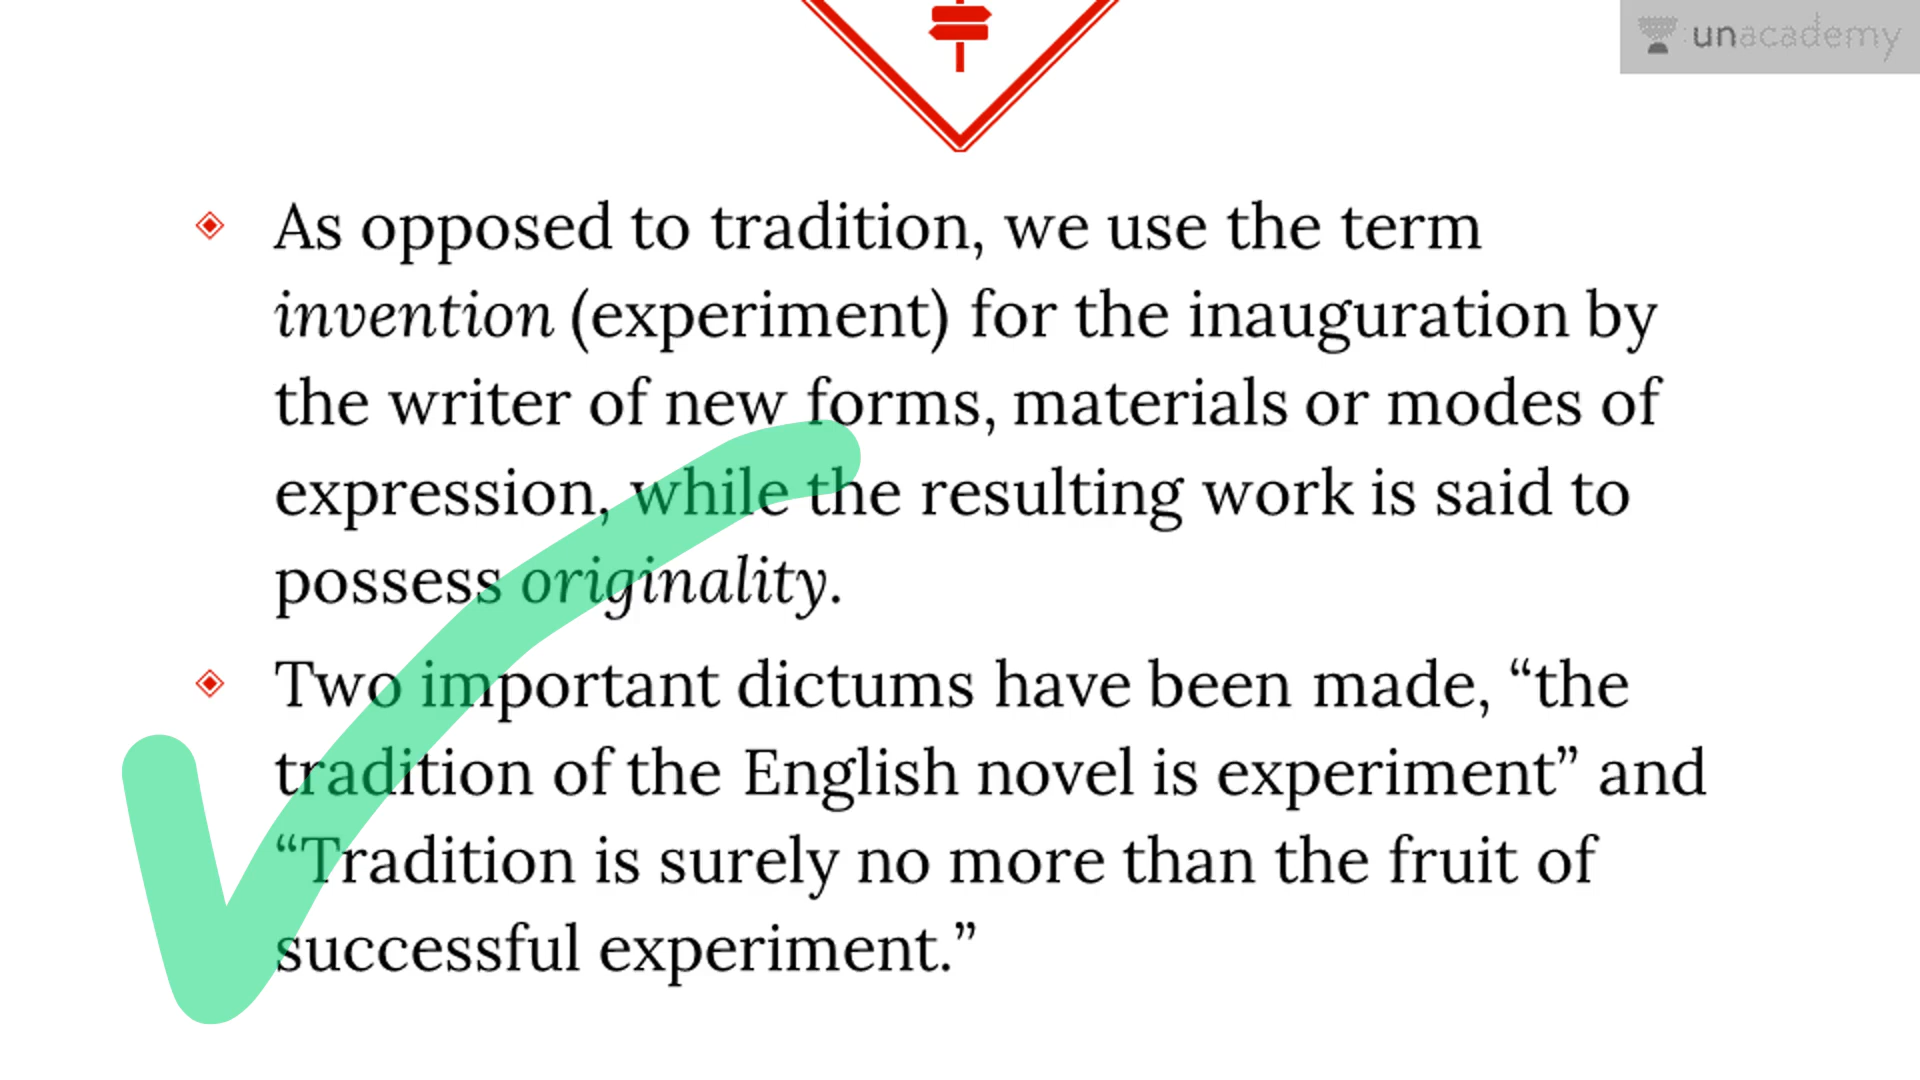 unacademy
As opposed to tradition, we use the term
invention (experiment) for the inauguration by
the writer of new forms, materials or modes of
expression, while the resulting work is said to
possess originality.
Two important dictums have been made, “the
tradition of the English novel is experiment” and
“Tradition is surely no more than the fruit of
successful experiment.”